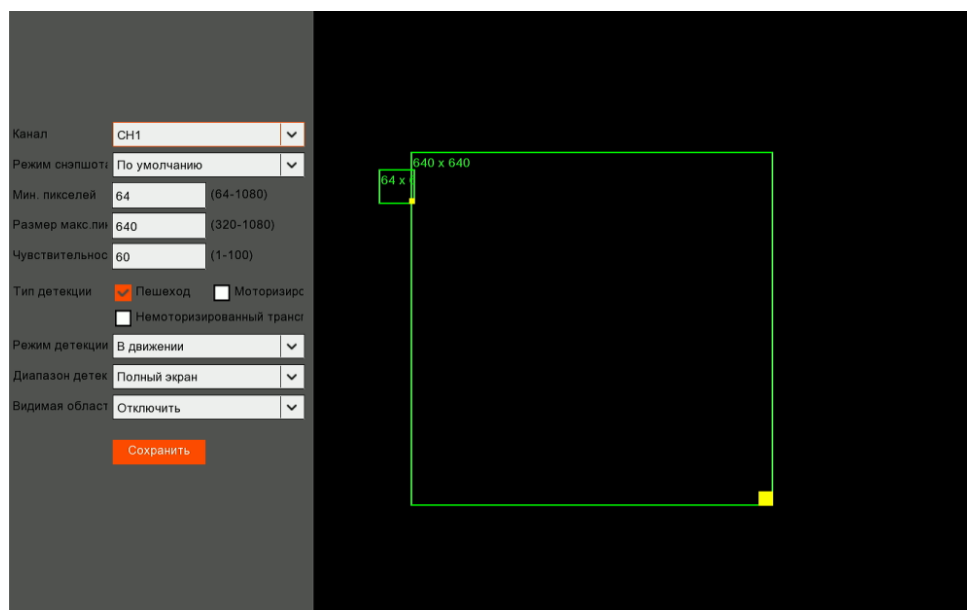 Канал CH1
Режим снэпшот По умолчанию
Мин. пикселей 64 (64-1080)
Размер макс.пик 640 (320-1080)
Чувствительнос 60 (1-100)
Тип детекции Пешеход Моторизирс
Немоторизированный транс
Режим детекции В движении
Диапазон детек Полный экран
Видимая област Отключить
Сохранить
640 x 640
64 x